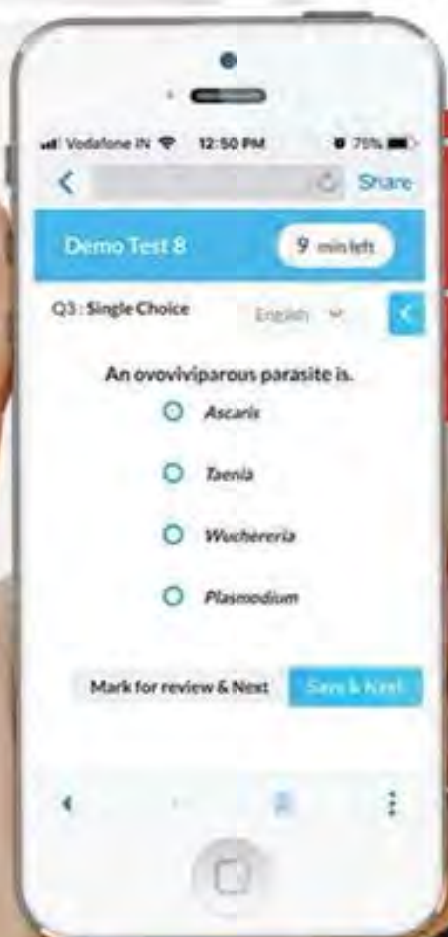 Vodafone IN 12:50 PM 75%
Share
Demo Test 8 9 min left
Q3 : Single Choice English
An ovoviviparous parasite is.
Ascaris
Taenia
Wuchereria
Plasmodium
Mark for review & Next Save & Next